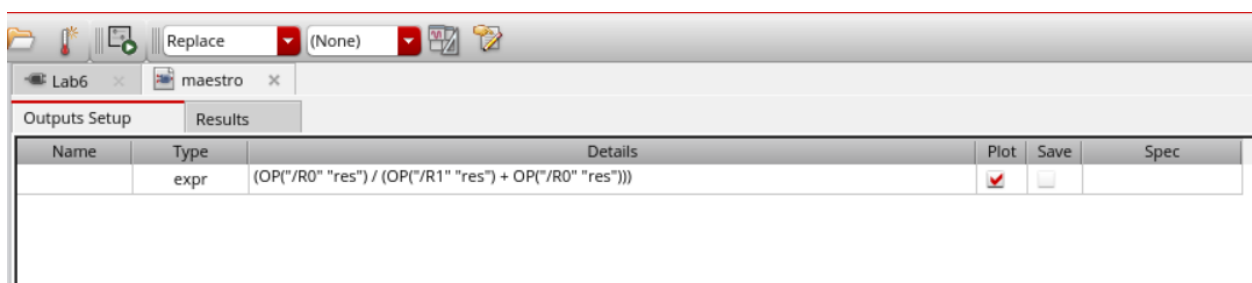 Replace (None)
Lab6 maestro
Outputs Setup Results
Name Type Details Plot Save Spec
expr (OP("/R0" "res") / (OP("/R1" "res") + OP("/R0" "res")))